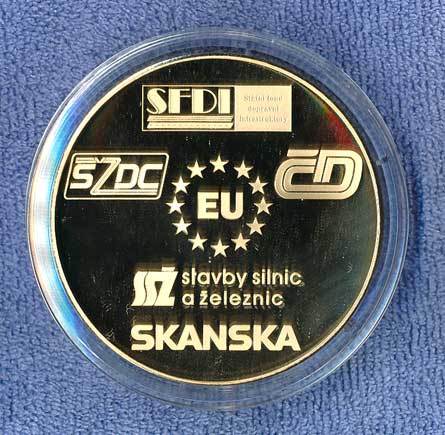 SFDI
Státní fond
dopravní
infrastruktury
SŽDC
EU
ČD
SSŽ
stavby silnic
a železnic
SKANSKA